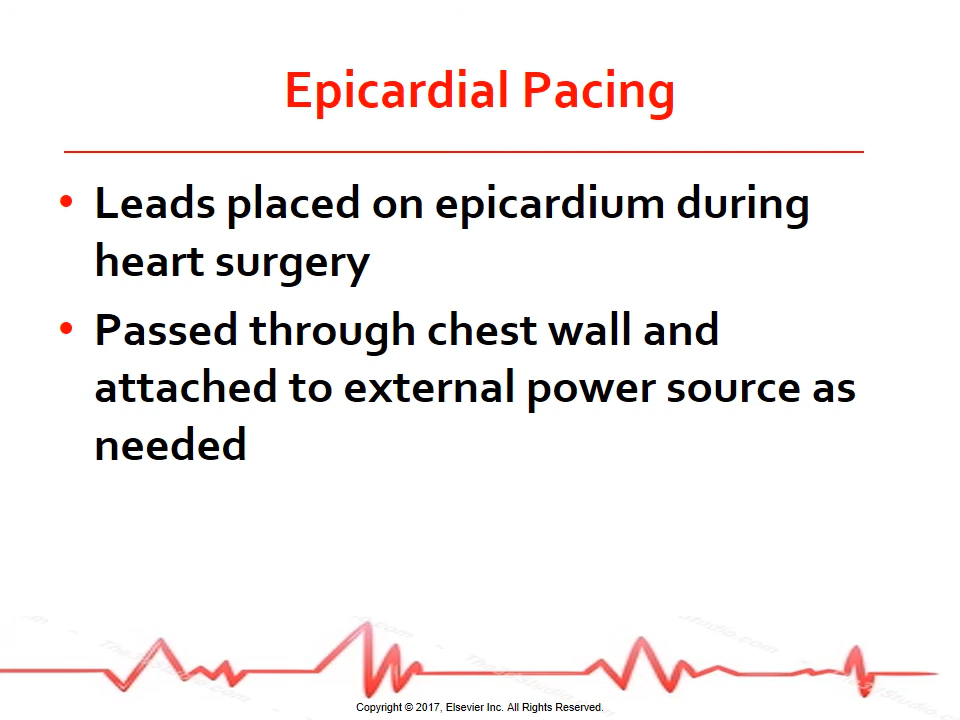 Epicardial Pacing
• Leads placed on epicardium during
heart surgery
• Passed through chest wall and
attached to external power source as
needed
Copyright © 2017, Elsevier Inc. All Rights Reserved.